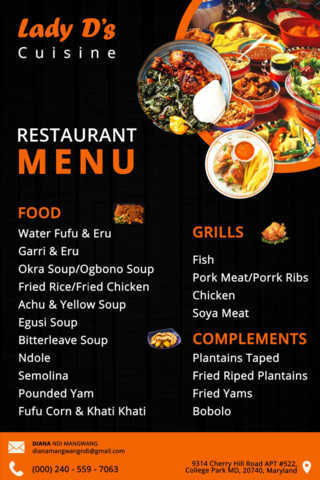 Lady D's
Cuisine
RESTAURANT
MENU
FOOD
Water Fufu & Eru
Garri & Eru
Okra Soup/Ogbono Soup
Fried Rice/Fried Chicken
Achu & Yellow Soup
Egusi Soup
Bitterleave Soup
Ndole
Semolina
Pounded Yam
Fufu Corn & Khati Khati
GRILLS
Fish
Pork Meat/Porrk Ribs
Chicken
Soya Meat
COMPLEMENTS
Plantains Taped
Fried Riped Plantains
Fried Yams
Bobolo
DIANA NDI MANGWANG
dianamangwangndi@gmail.com
(000) 240 - 559 - 7063
9314 Cherry Hill Road APT #522,
College Park MD, 20740, Maryland